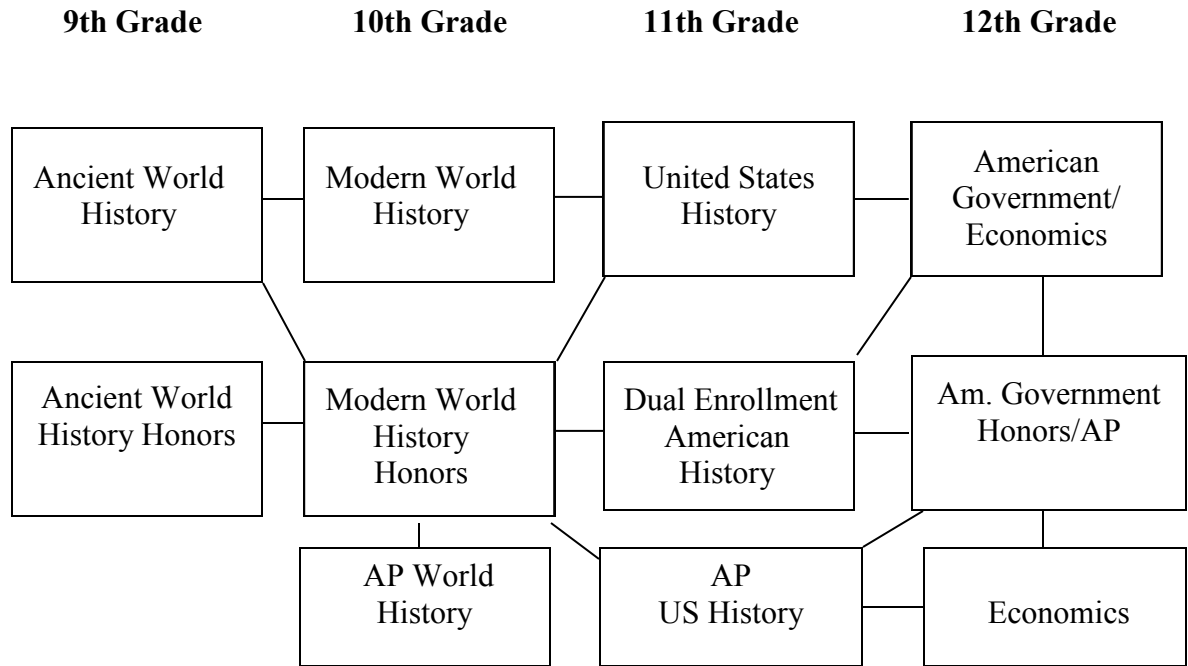 9th Grade
10th Grade
11th Grade
12th Grade
Ancient World
History
Modern World
History
United States
History
American
Government/
Economics
Ancient World
History Honors
Modern World
History
Honors
Dual Enrollment
American
History
Am. Government
Honors/AP
AP World
History
AP
US History
Economics